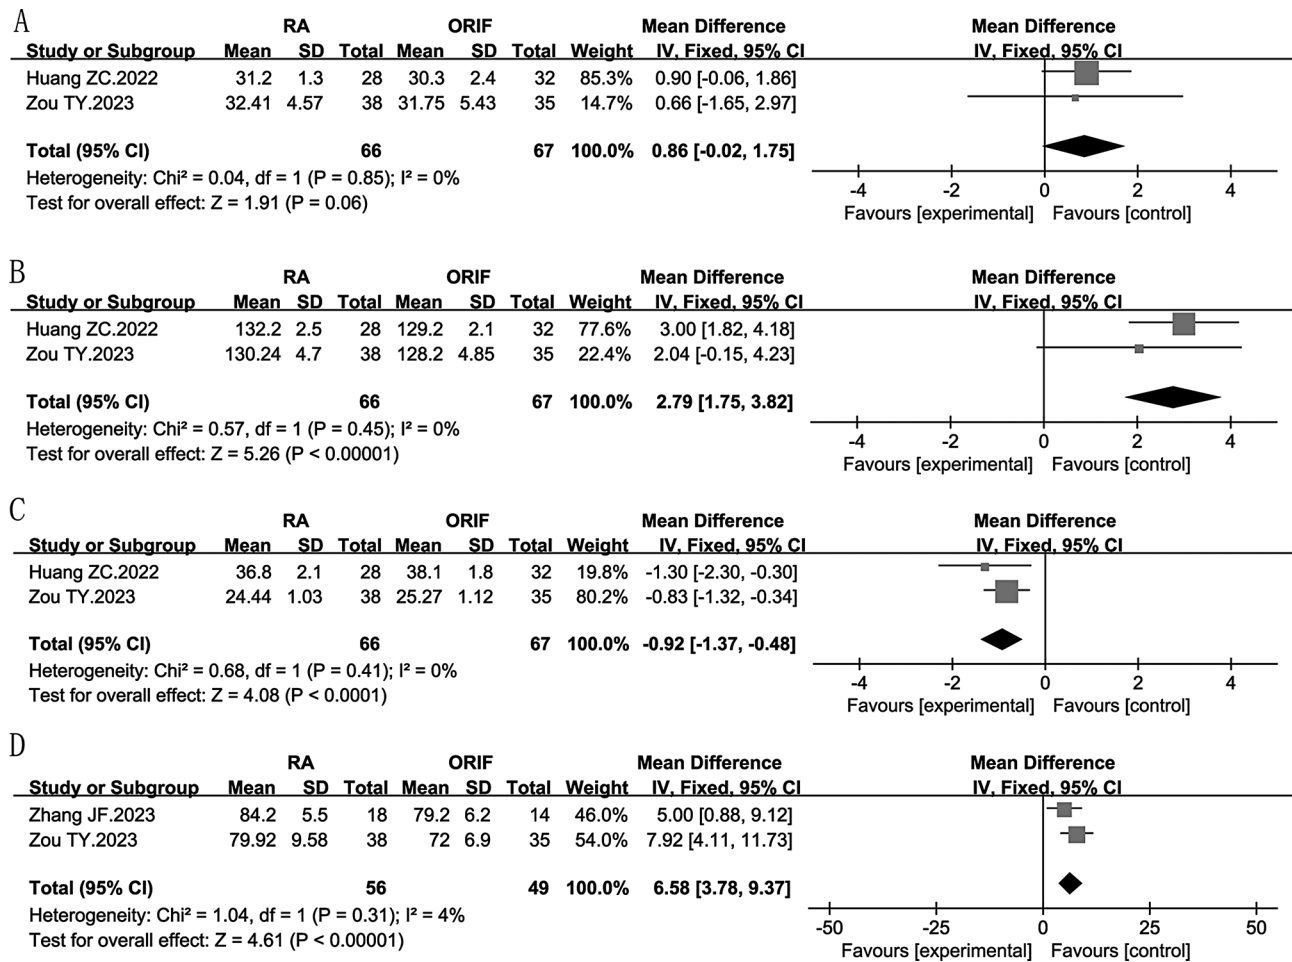 A
RA ORIF Mean Difference Mean Difference
Study or Subgroup Mean SD Total Mean SD Total Weight IV, Fixed, 95% CI IV, Fixed, 95% CI
Huang ZC.2022 31.2 1.3 28 30.3 2.4 32 85.3% 0.90 [-0.06, 1.86]
Zou TY.2023 32.41 4.57 38 31.75 5.43 35 14.7% 0.66 [-1.65, 2.97]
Total (95% CI) 66 67 100.0% 0.86 [-0.02, 1.75]
Heterogeneity: Chi² = 0.04, df = 1 (P = 0.85); I² = 0%
Test for overall effect: Z = 1.91 (P = 0.06)
-4 -2 0 2 4
Favours [experimental] Favours [control]
B
RA ORIF Mean Difference Mean Difference
Study or Subgroup Mean SD Total Mean SD Total Weight IV, Fixed, 95% CI IV, Fixed, 95% CI
Huang ZC.2022 132.2 2.5 28 129.2 2.1 32 77.6% 3.00 [1.82, 4.18]
Zou TY.2023 130.24 4.7 38 128.2 4.85 35 22.4% 2.04 [-0.15, 4.23]
Total (95% CI) 66 67 100.0% 2.79 [1.75, 3.82]
Heterogeneity: Chi² = 0.57, df = 1 (P = 0.45); I² = 0%
Test for overall effect: Z = 5.26 (P < 0.00001)
-4 -2 0 2 4
Favours [experimental] Favours [control]
C
RA ORIF Mean Difference Mean Difference
Study or Subgroup Mean SD Total Mean SD Total Weight IV, Fixed, 95% CI IV, Fixed, 95% CI
Huang ZC.2022 36.8 2.1 28 38.1 1.8 32 19.8% -1.30 [-2.30, -0.30]
Zou TY.2023 24.44 1.03 38 25.27 1.12 35 80.2% -0.83 [-1.32, -0.34]
Total (95% CI) 66 67 100.0% -0.92 [-1.37, -0.48]
Heterogeneity: Chi² = 0.68, df = 1 (P = 0.41); I² = 0%
Test for overall effect: Z = 4.08 (P < 0.0001)
-4 -2 0 2 4
Favours [experimental] Favours [control]
D
RA ORIF Mean Difference Mean Difference
Study or Subgroup Mean SD Total Mean SD Total Weight IV, Fixed, 95% CI IV, Fixed, 95% CI
Zhang JF.2023 84.2 5.5 18 79.2 6.2 14 46.0% 5.00 [0.88, 9.12]
Zou TY.2023 79.92 9.58 38 72 6.9 35 54.0% 7.92 [4.11, 11.73]
Total (95% CI) 56 49 100.0% 6.58 [3.78, 9.37]
Heterogeneity: Chi² = 1.04, df = 1 (P = 0.31); I² = 4%
Test for overall effect: Z = 4.61 (P < 0.00001)
-50 -25 0 25 50
Favours [experimental] Favours [control]